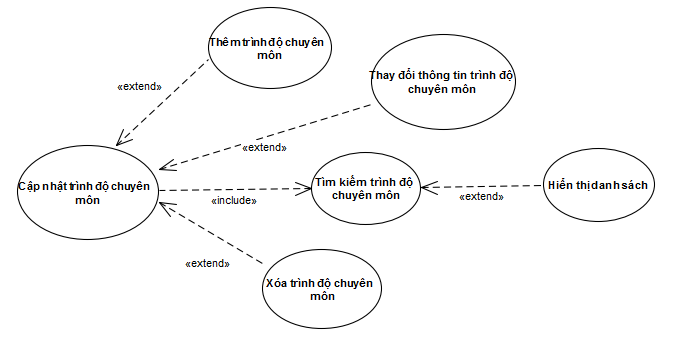 Thêm trình độ chuyên
môn
Thay đổi thông tin trình độ
chuyên môn
«extend»
«extend»
Cập nhật trình độ chuyên
môn
Tìm kiếm trình độ
chuyên môn
Hiển thị danh sách
«include»
«extend»
«extend»
Xóa trình độ chuyên
môn